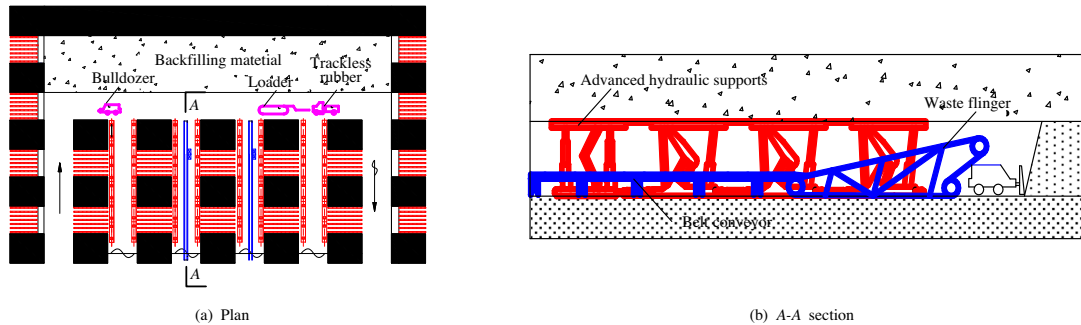 Backfilling matetial
Trackless
rubber
Bulldozer
Loader
A
A
(a) Plan
Advanced hydraulic supports
Waste flinger
Belt conveyor
(b) A-A section